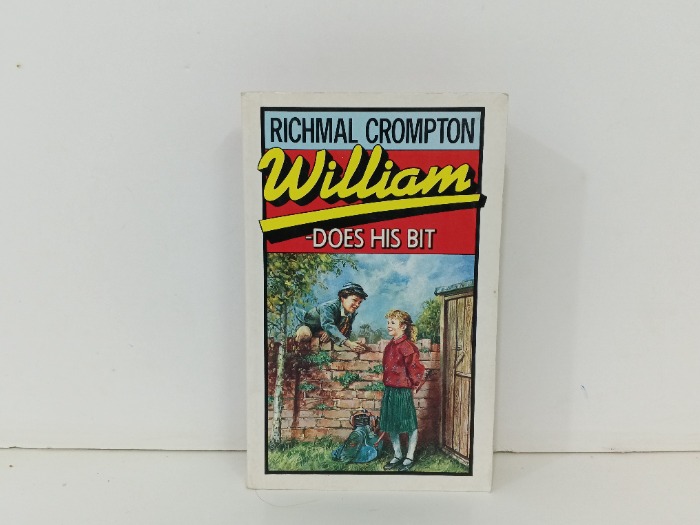 RICHMAL CROMPTON
William
-DOES HIS BIT